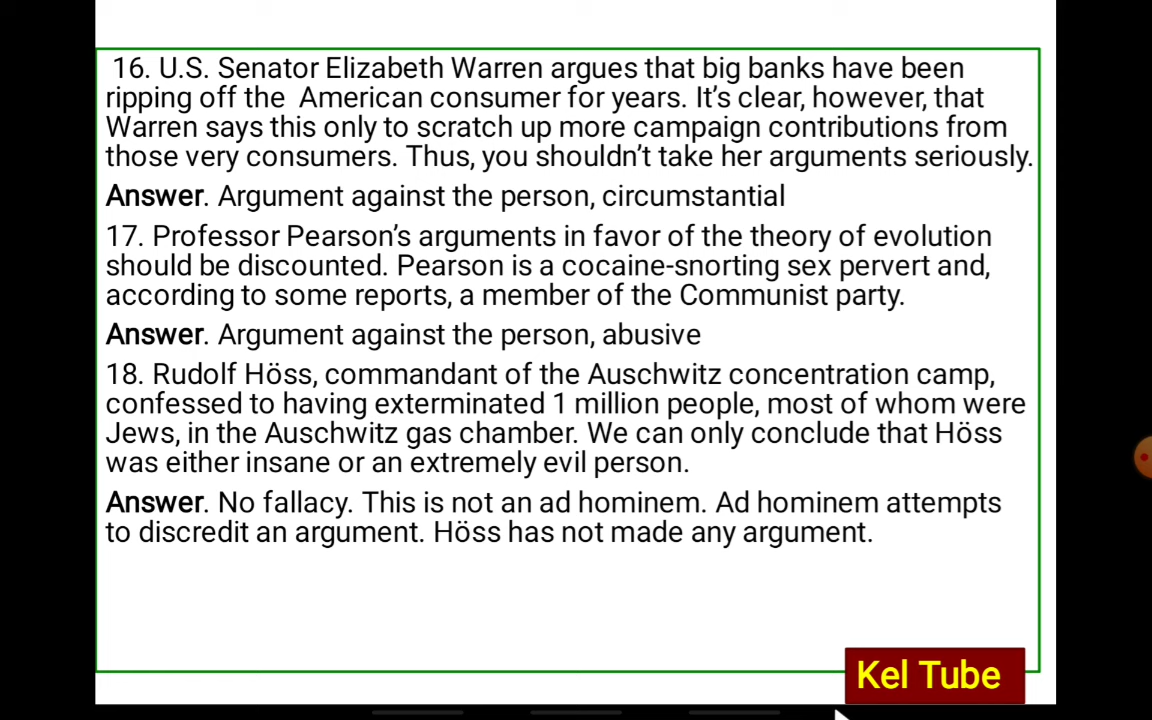 16. U.S. Senator Elizabeth Warren argues that big banks have been
ripping off the American consumer for years. It's clear, however, that
Warren says this only to scratch up more campaign contributions from
those very consumers. Thus, you shouldn't take her arguments seriously.
Answer. Argument against the person, circumstantial
17. Professor Pearson's arguments in favor of the theory of evolution
should be discounted. Pearson is a cocaine-snorting sex pervert and,
according to some reports, a member of the Communist party.
Answer. Argument against the person, abusive
18. Rudolf Höss, commandant of the Auschwitz concentration camp,
confessed to having exterminated 1 million people, most of whom were
Jews, in the Auschwitz gas chamber. We can only conclude that Höss
was either insane or an extremely evil person.
Answer. No fallacy. This is not an ad hominem. Ad hominem attempts
to discredit an argument. Höss has not made any argument.
Kel Tube